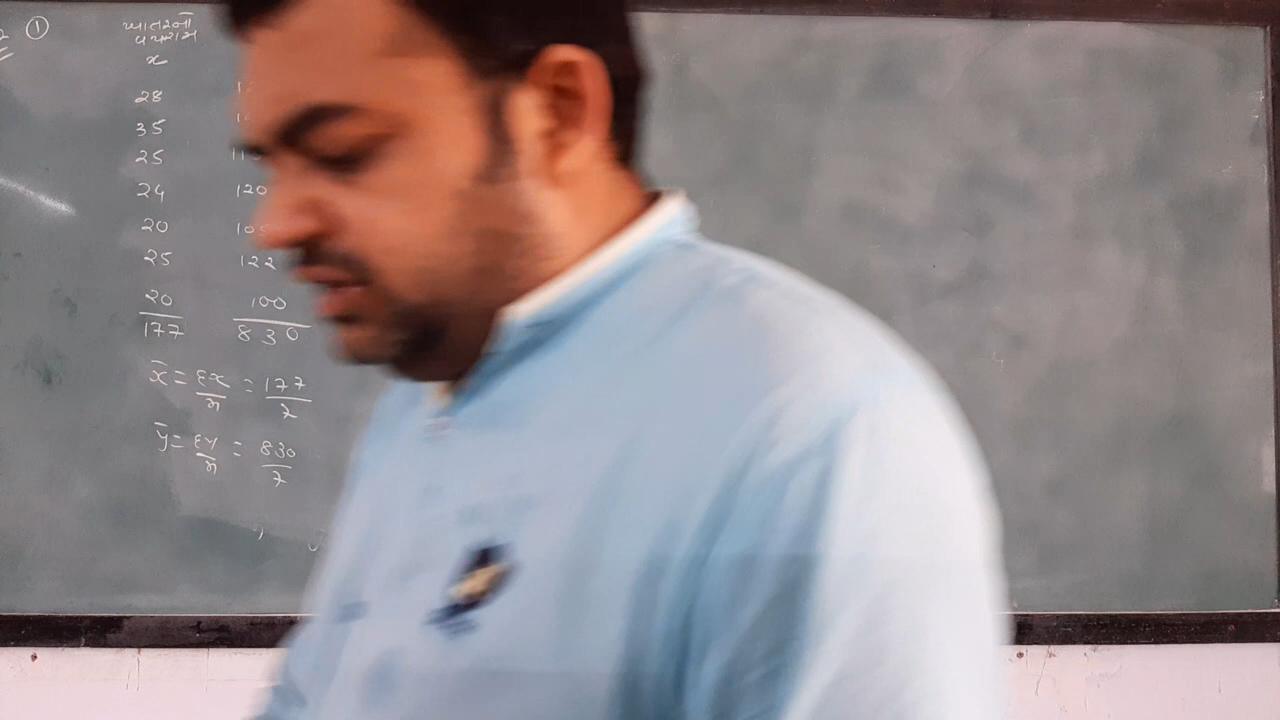 ①
ખાતરનો
વપરાશ
x
28
35
25
24 120
20
25 122
20 100
177 830
x̄ = Σx/n = 177/7
ȳ = Σy/n = 830/7